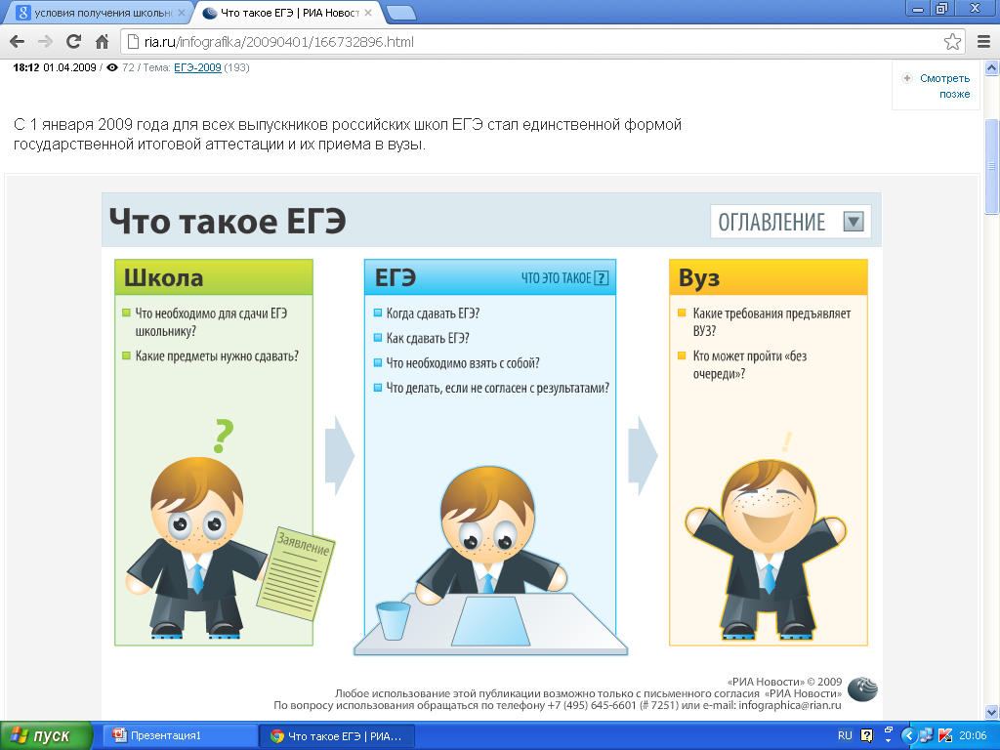 условия получения школьн
Что такое ЕГЭ | РИА Новост
ria.ru/infografika/20090401/166732896.html
18:12 01.04.2009 / 72 / Тема: ЕГЭ-2009 (193)
Смотреть
позже
С 1 января 2009 года для всех выпускников российских школ ЕГЭ стал единственной формой
государственной итоговой аттестации и их приема в вузы.
Что такое ЕГЭ
ОГЛАВЛЕНИЕ
Школа
Что необходимо для сдачи ЕГЭ
школьнику?
Какие предметы нужно сдавать?
?
Заявление
ЕГЭ
ЧТО ЭТО ТАКОЕ ?
Когда сдавать ЕГЭ?
Как сдавать ЕГЭ?
Что необходимо взять с собой?
Что делать, если не согласен с результатами?
Вуз
Какие требования предъявляет
ВУЗ?
Кто может пройти «без
очереди»?
!
«РИА Новости» © 2009
Любое использование этой публикации возможно только с письменного согласия «РИА Новости»
По вопросу использования обращаться по телефону +7 (495) 645-6601 (# 7251) или e-mail: infographica@rian.ru
пуск
Презентация1
Что такое ЕГЭ | РИА...
RU
20:06